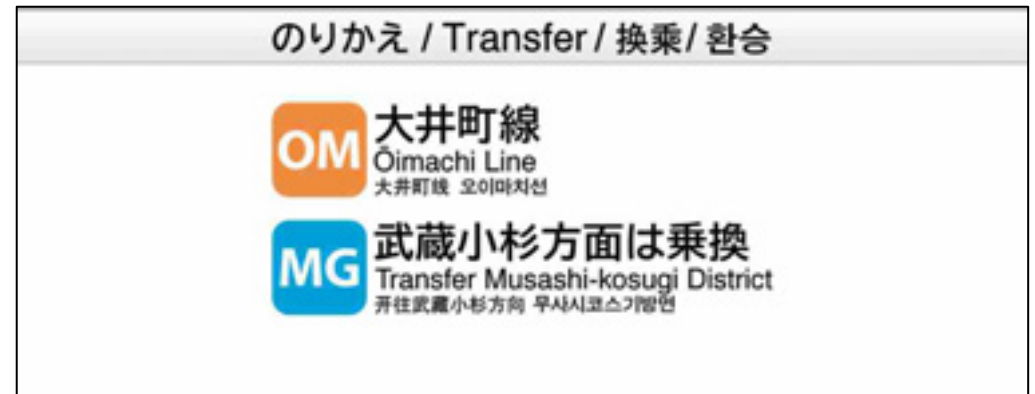 のりかえ / Transfer / 換乘/ 환승
OM
大井町線
Ōimachi Line
大井町线 오이마치선
MG
武蔵小杉方面は乗換
Transfer Musashi-kosugi District
开往武藏小杉方向 무사시코스기방면